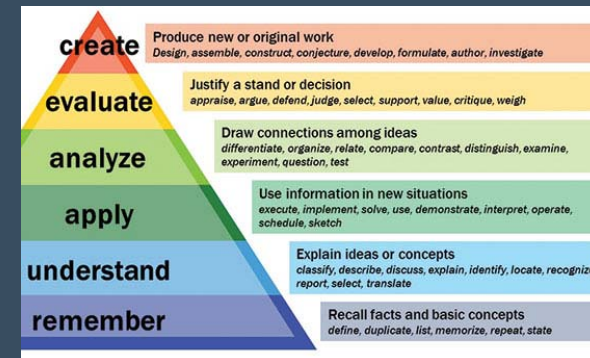 create
Produce new or original work
Design, assemble, construct, conjecture, develop, formulate, author, investigate
evaluate
Justify a stand or decision
appraise, argue, defend, judge, select, support, value, critique, weigh
analyze
Draw connections among ideas
differentiate, organize, relate, compare, contrast, distinguish, examine,
experiment, question, test
apply
Use information in new situations
execute, implement, solve, use, demonstrate, interpret, operate,
schedule, sketch
understand
Explain ideas or concepts
classify, describe, discuss, explain, identify, locate, recognize
report, select, translate
remember
Recall facts and basic concepts
define, duplicate, list, memorize, repeat, state